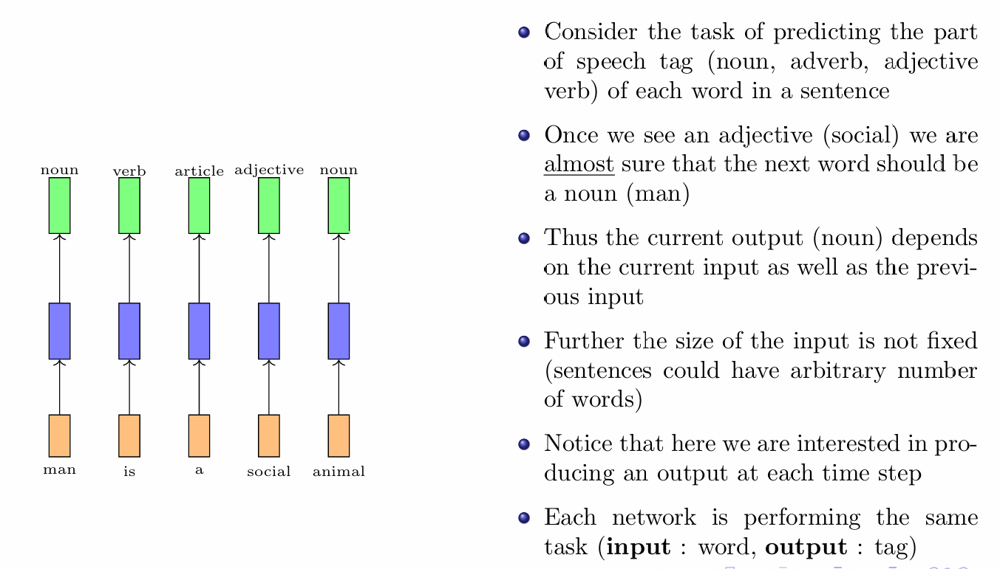 noun verb article adjective noun
man is a social animal
Consider the task of predicting the part
of speech tag (noun, adverb, adjective
verb) of each word in a sentence
Once we see an adjective (social) we are
almost sure that the next word should be
a noun (man)
Thus the current output (noun) depends
on the current input as well as the previ-
ous input
Further the size of the input is not fixed
(sentences could have arbitrary number
of words)
Notice that here we are interested in pro-
ducing an output at each time step
Each network is performing the same
task (input : word, output : tag)